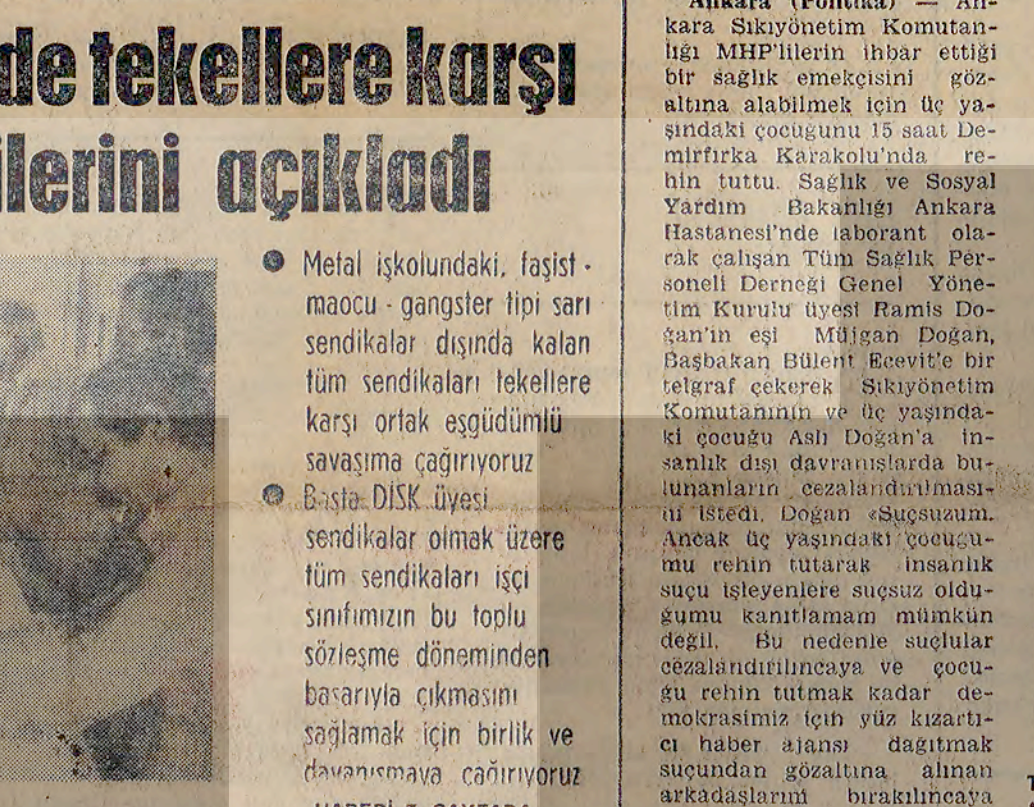 de tekellere karşı
ilerini açıkladı
● Metal işkolundaki, faşist -
maocu - gangster tipi sarı
sendikalar dışında kalan
tüm sendikaları tekellere
karşı ortak eşgüdümlü
savaşıma çağırıyoruz
● Başta DİSK üyesi
sendikalar olmak üzere
tüm sendikaları işçi
sınıfımızın bu toplu
sözleşme döneminden
başarıyla çıkmasını
sağlamak için birlik ve
dayanışmaya çağırıyoruz
Ankara (Politika) — An-
kara Sıkıyönetim Komutan-
lığı MHP'lilerin ihbar ettiği
bir sağlık emekçisini göz-
altına alabilmek için üç ya-
şındaki çocuğunu 15 saat De-
mirfırka Karakolu'nda re-
hin tuttu. Sağlık ve Sosyal
Yardım Bakanlığı Ankara
Hastanesi'nde laborant ola-
rak çalışan Tüm Sağlık Per-
soneli Derneği Genel Yöne-
tim Kurulu üyesi Ramis Do-
ğan'in eşi Müjgan Doğan,
Başbakan Bülent Ecevit'e bir
telgraf çekerek Sıkıyönetim
Komutanının ve üç yaşında-
ki çocuğu Aslı Doğan'a in-
sanlık dışı davranışlarda bu-
lunanların cezalandırılması-
nı istedi. Doğan «Suçsuzum.
Ancak üç yaşındaki çocuğu-
mu rehin tutarak insanlık
suçu işleyenlere suçsuz oldu-
ğumu kanıtlamam mümkün
değil. Bu nedenle suçlular
cezalandırılıncaya ve çocu-
ğu rehin tutmak kadar de-
mokrasimiz için yüz kızartı-
cı haber ajansı dağıtmak
suçundan gözaltına alınan
arkadaşlarım bırakılıncaya